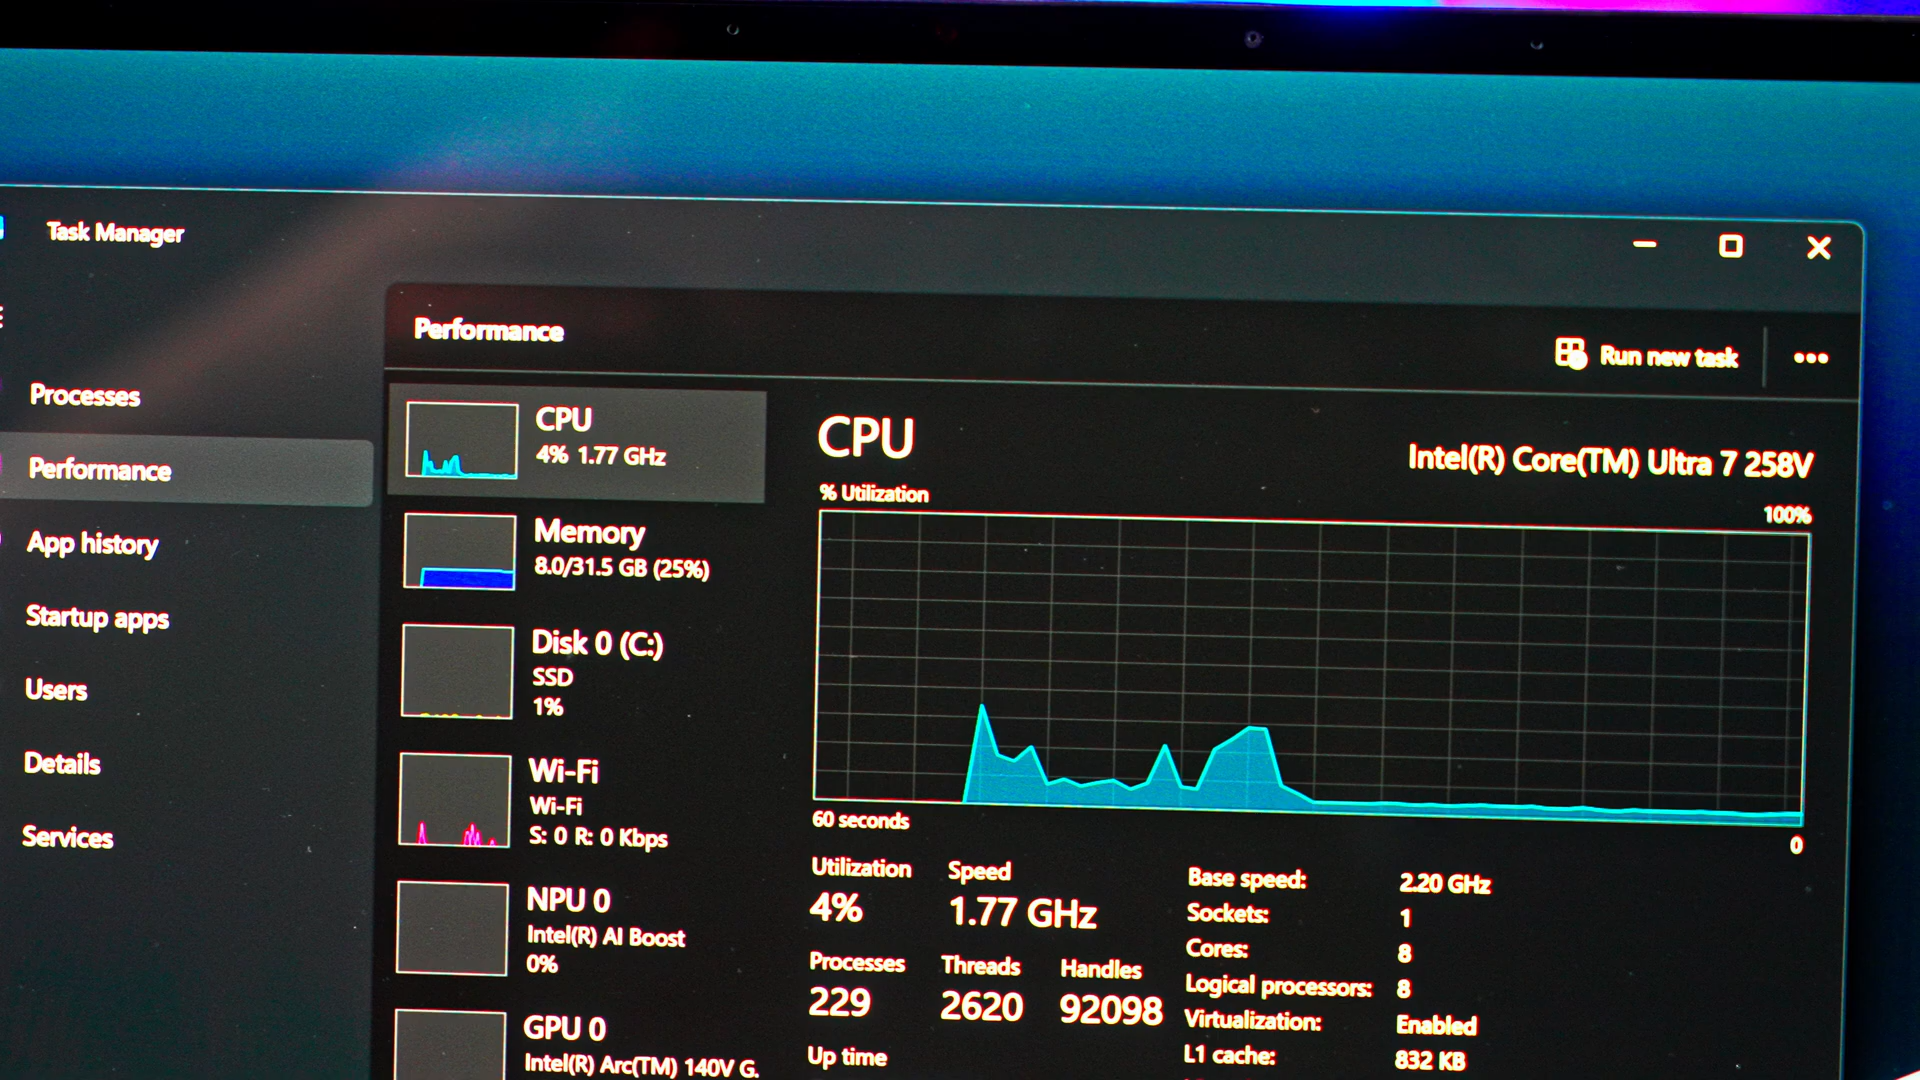 Task Manager
Processes
Performance
App history
Startup apps
Users
Details
Services
Performance
Run new task
CPU
4% 1.77 GHz
Memory
8.0/31.5 GB (25%)
Disk 0 (C:)
SSD
1%
Wi-Fi
Wi-Fi
S: 0 R: 0 Kbps
NPU 0
Intel(R) AI Boost
0%
GPU 0
Intel(R) Arc(TM) 140V G.
CPU
Intel(R) Core(TM) Ultra 7 258V
% Utilization
100%
60 seconds
0
Utilization
4%
Speed
1.77 GHz
Processes
229
Threads
2620
Handles
92098
Up time
Base speed: 2.20 GHz
Sockets: 1
Cores: 8
Logical processors: 8
Virtualization: Enabled
L1 cache: 832 KB